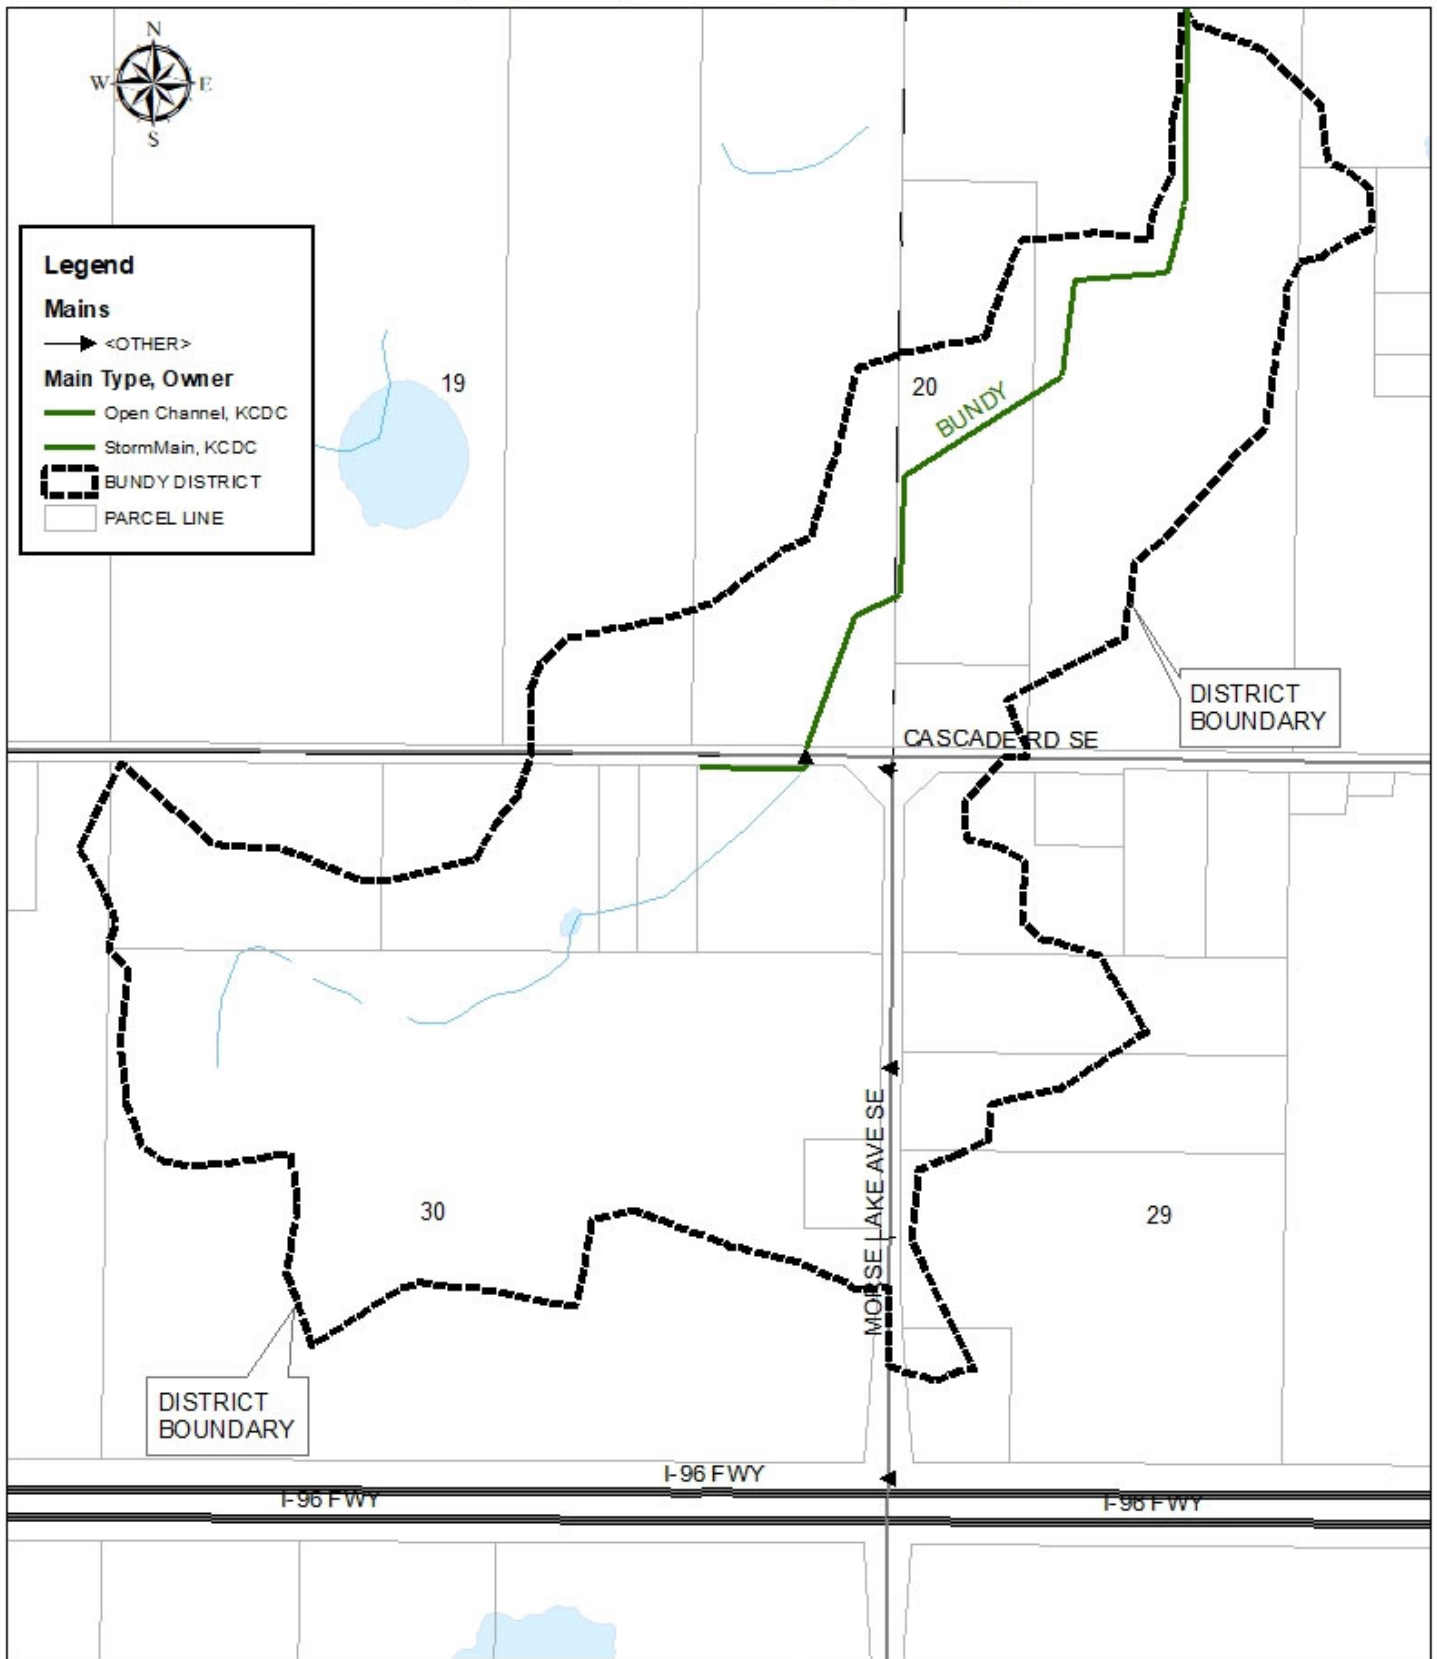 N
W E
S
Legend
Mains
<OTHER>
Main Type, Owner
Open Channel, KCDC
StormMain, KCDC
BUNDY DISTRICT
PARCEL LINE
19
20
BUNDY
DISTRICT
BOUNDARY
CASCADE RD SE
MORSE LAKE AVE SE
30
29
DISTRICT
BOUNDARY
I-96 FWY
I-96 FWY
I-96 FWY